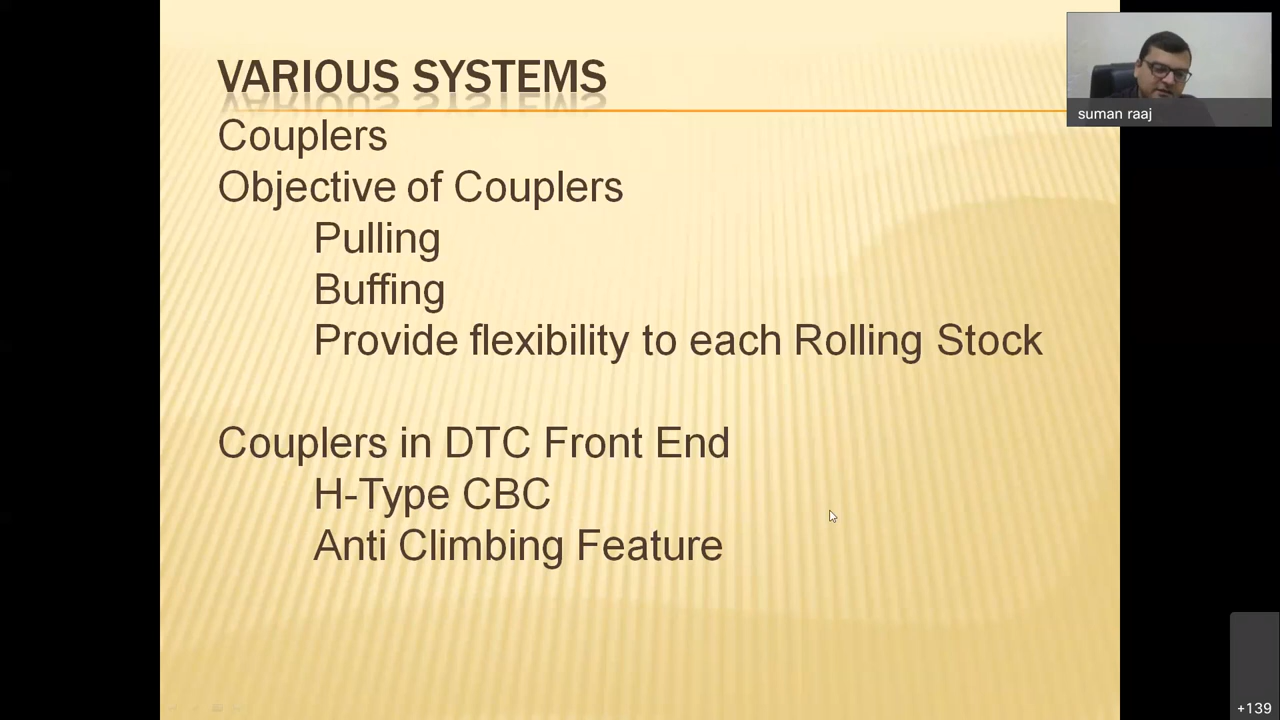 VARIOUS SYSTEMS
suman raaj
Couplers
Objective of Couplers
Pulling
Buffing
Provide flexibility to each Rolling Stock
Couplers in DTC Front End
H-Type CBC
Anti Climbing Feature
+139